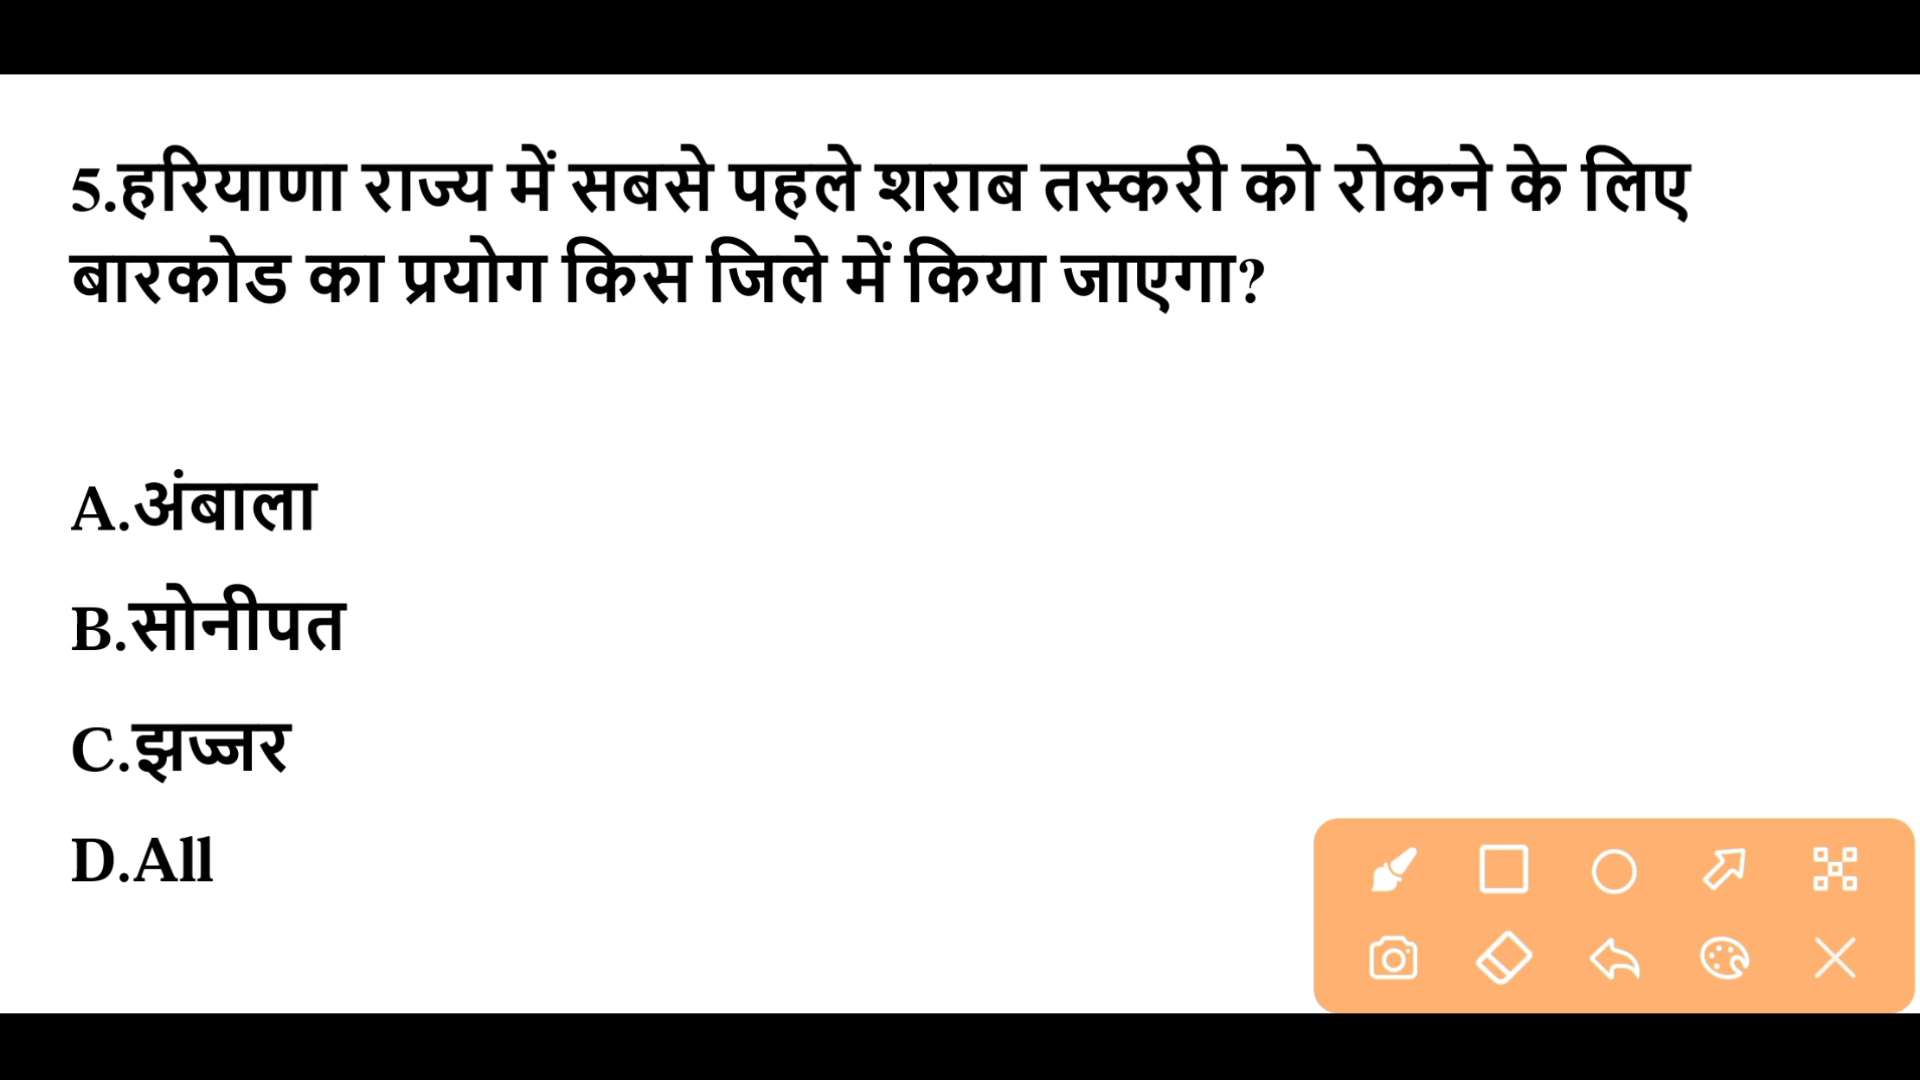 5.हरियाणा राज्य में सबसे पहले शराब तस्करी को रोकने के लिए
बारकोड का प्रयोग किस जिले में किया जाएगा?
A.अंबाला
B.सोनीपत
C.झज्जर
D.All